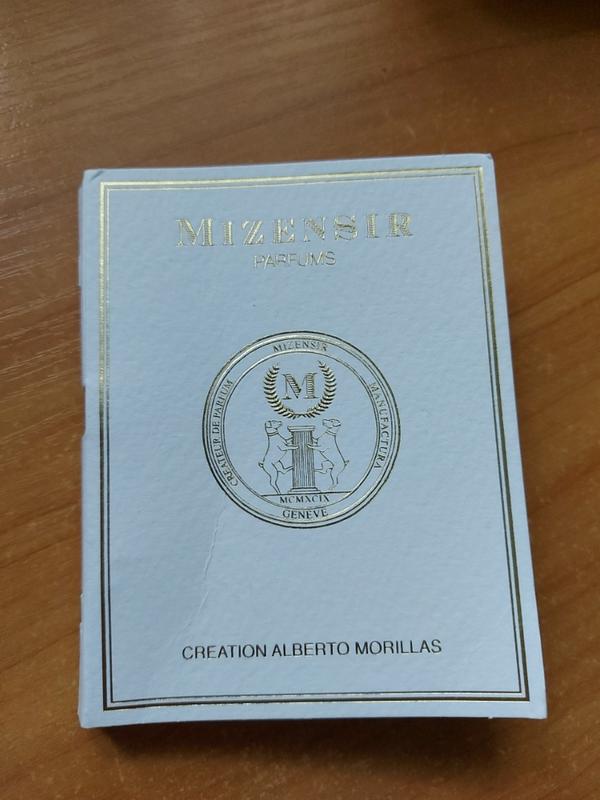 MIZENSIR
PARFUMS
MIZENSIR
CREATEUR DE PARFUM
MANUFACTURA
M
MCMXCIX
GENEVE
CREATION ALBERTO MORILLAS